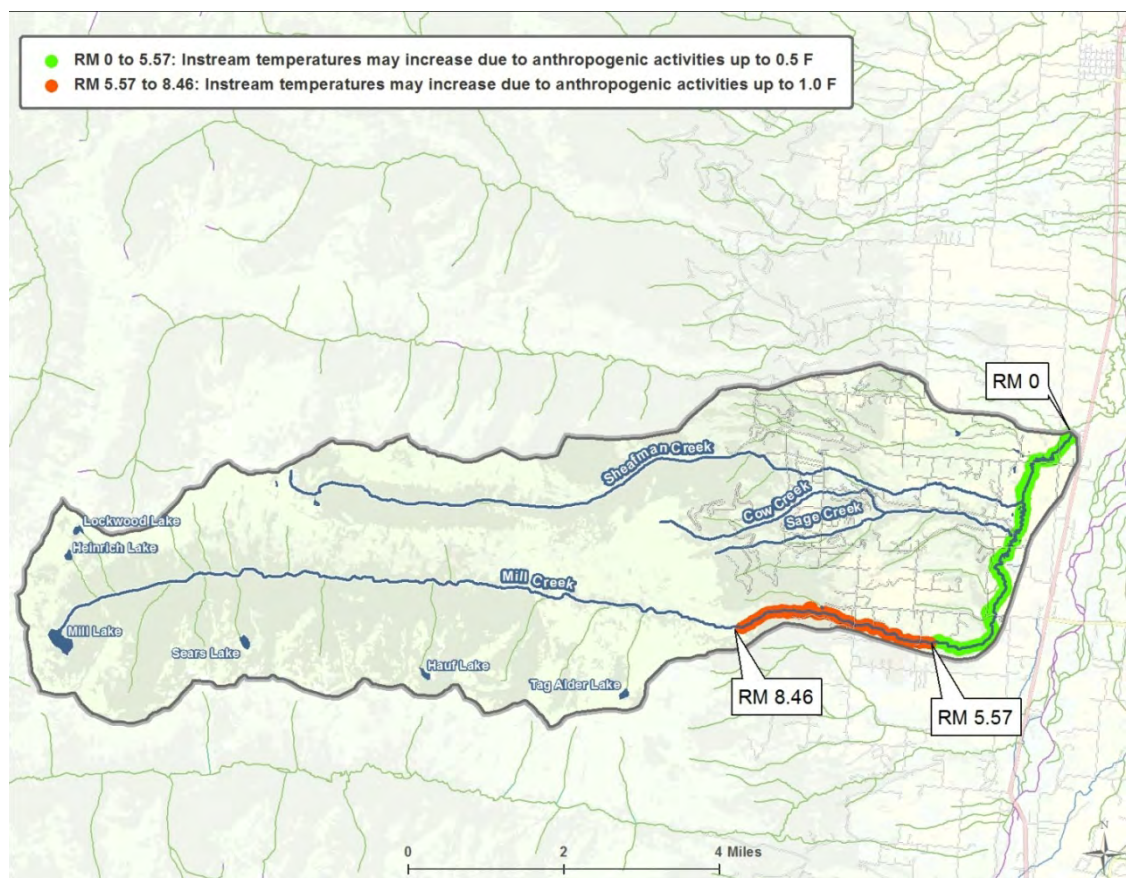 RM 0 to 5.57: Instream temperatures may increase due to anthropogenic activities up to 0.5 F
RM 5.57 to 8.46: Instream temperatures may increase due to anthropogenic activities up to 1.0 F
RM 0
Sheafman Creek
Cow Creek
Sage Creek
Lockwood Lake
Heinrich Lake
Mill Creek
Mill Lake
Sears Lake
Hauf Lake
Tag Alder Lake
RM 8.46
RM 5.57
0 2 4 Miles
N